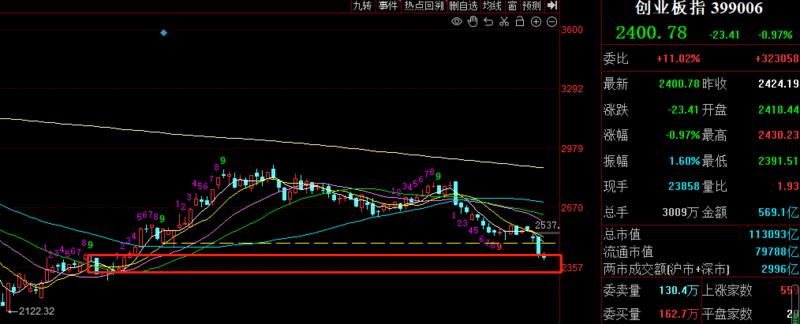 九转 事件 热点回溯 删自选 均线 窗 预测
创业板指 399006
2400.78 -23.41 -0.97%
委比 +11.02% +323058
最新 2400.78 昨收 2424.19
涨跌 -23.41 开盘 2418.44
涨幅 -0.97% 最高 2430.23
振幅 1.60% 最低 2391.51
现手 23858 量比 1.93
总手 3009万 金额 569.1亿
总市值 113093亿
流通市值 79788亿
两市成交额(沪市+深市) 2996亿
委卖量 130.4万 上涨家数 55
委买量 162.7万 平盘家数 2
3600
3292
2979
2670
2357
2537.
2122.32